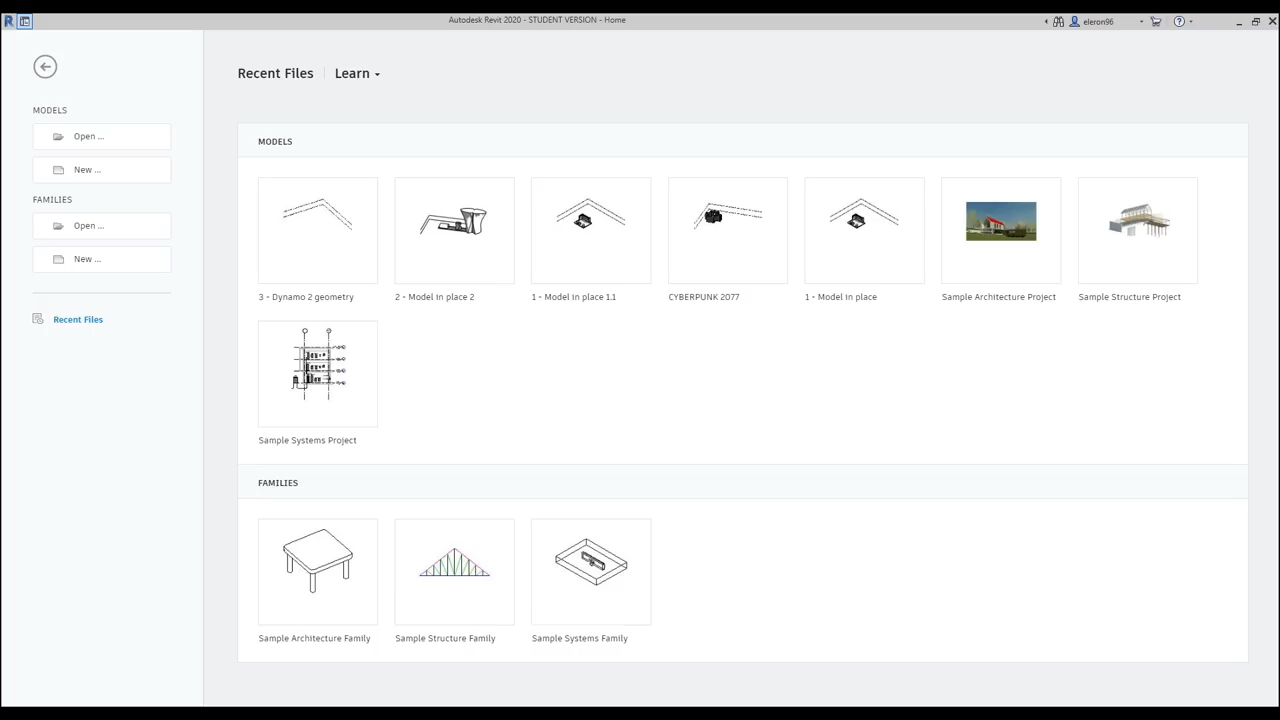 Autodesk Revit 2020 - STUDENT VERSION - Home
eleron96
Recent Files
Learn
MODELS
Open ...
New ...
FAMILIES
Open ...
New ...
Recent Files
MODELS
3 - Dynamo 2 geometry
2 - Model in place 2
1 - Model in place 1.1
CYBERPUNK 2077
1 - Model in place
Sample Architecture Project
Sample Structure Project
Sample Systems Project
FAMILIES
Sample Architecture Family
Sample Structure Family
Sample Systems Family